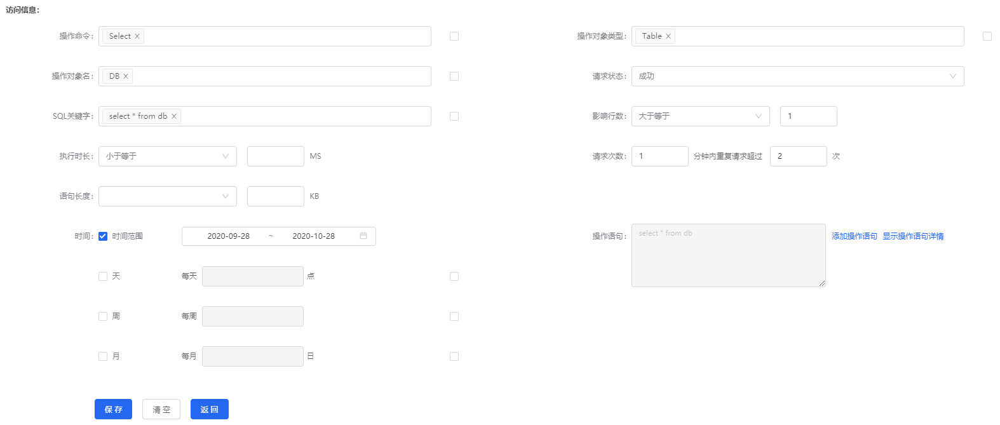 访问信息：
操作命令： Select × 操作对象类型： Table ×
操作对象名： DB × 请求状态： 成功
SQL关键字： select * from db × 影响行数： 大于等于 1
执行时长： 小于等于 MS 请求次数： 1 分钟内重复请求超过 2 次
语句长度： KB
时间： 时间范围 2020-09-28 ~ 2020-10-28 操作语句： select * from db 添加操作语句 显示操作语句详情
天 每天 点
周 每周
月 每月 日
保 存 清 空 返 回